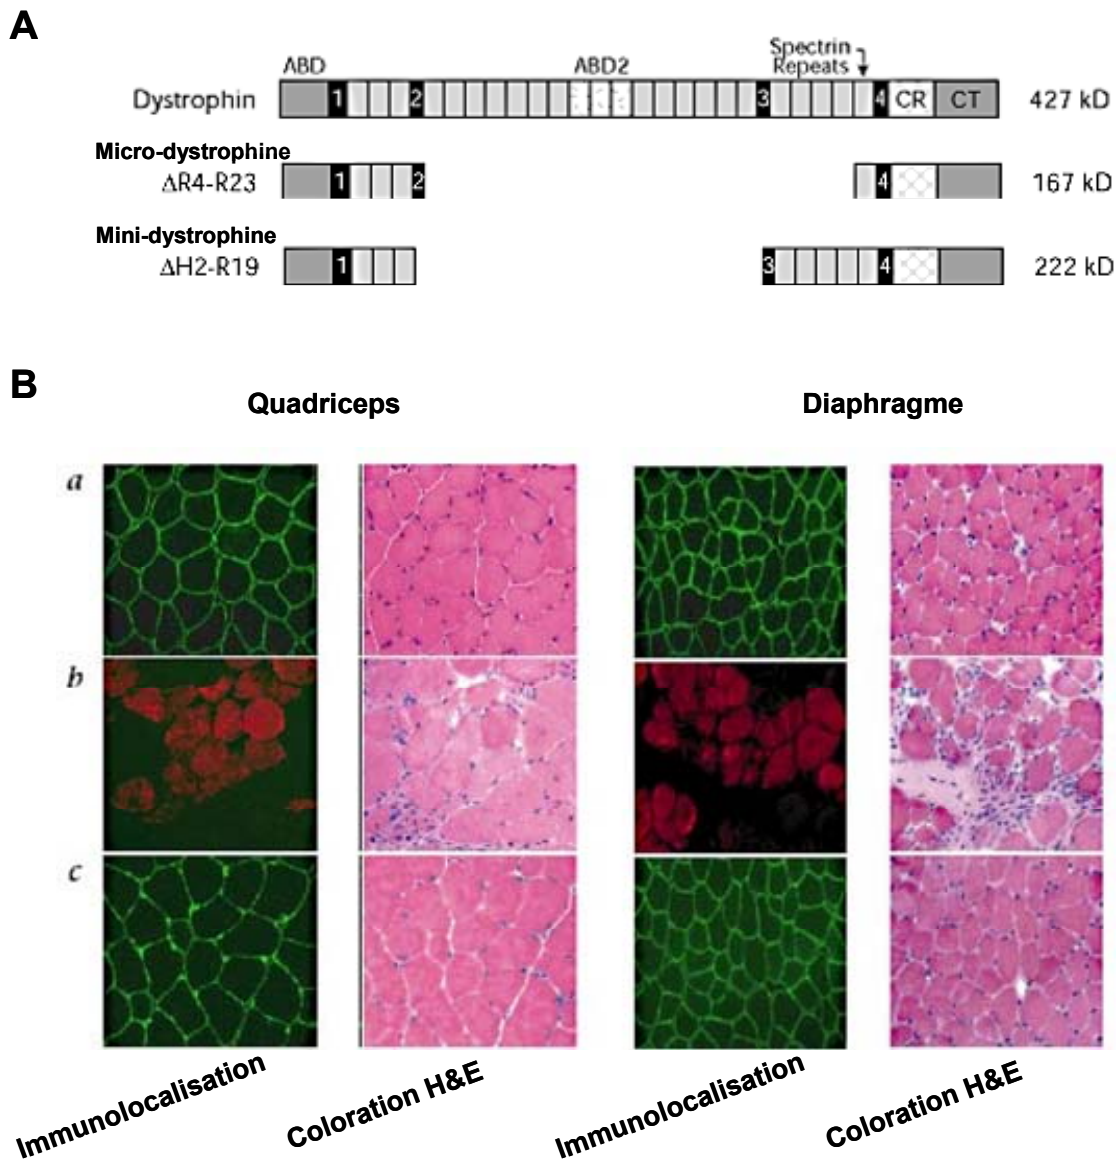 A
Spectrin
ABD ABD2 Repeats
Dystrophin 1 2 3 4 CR CT 427 kD
Micro-dystrophine
ΔR4-R23 1 2 4 167 kD
Mini-dystrophine
ΔH2-R19 1 3 4 222 kD
B
Quadriceps Diaphragme
a
b
c
Immunolocalisation Coloration H&E Immunolocalisation Coloration H&E